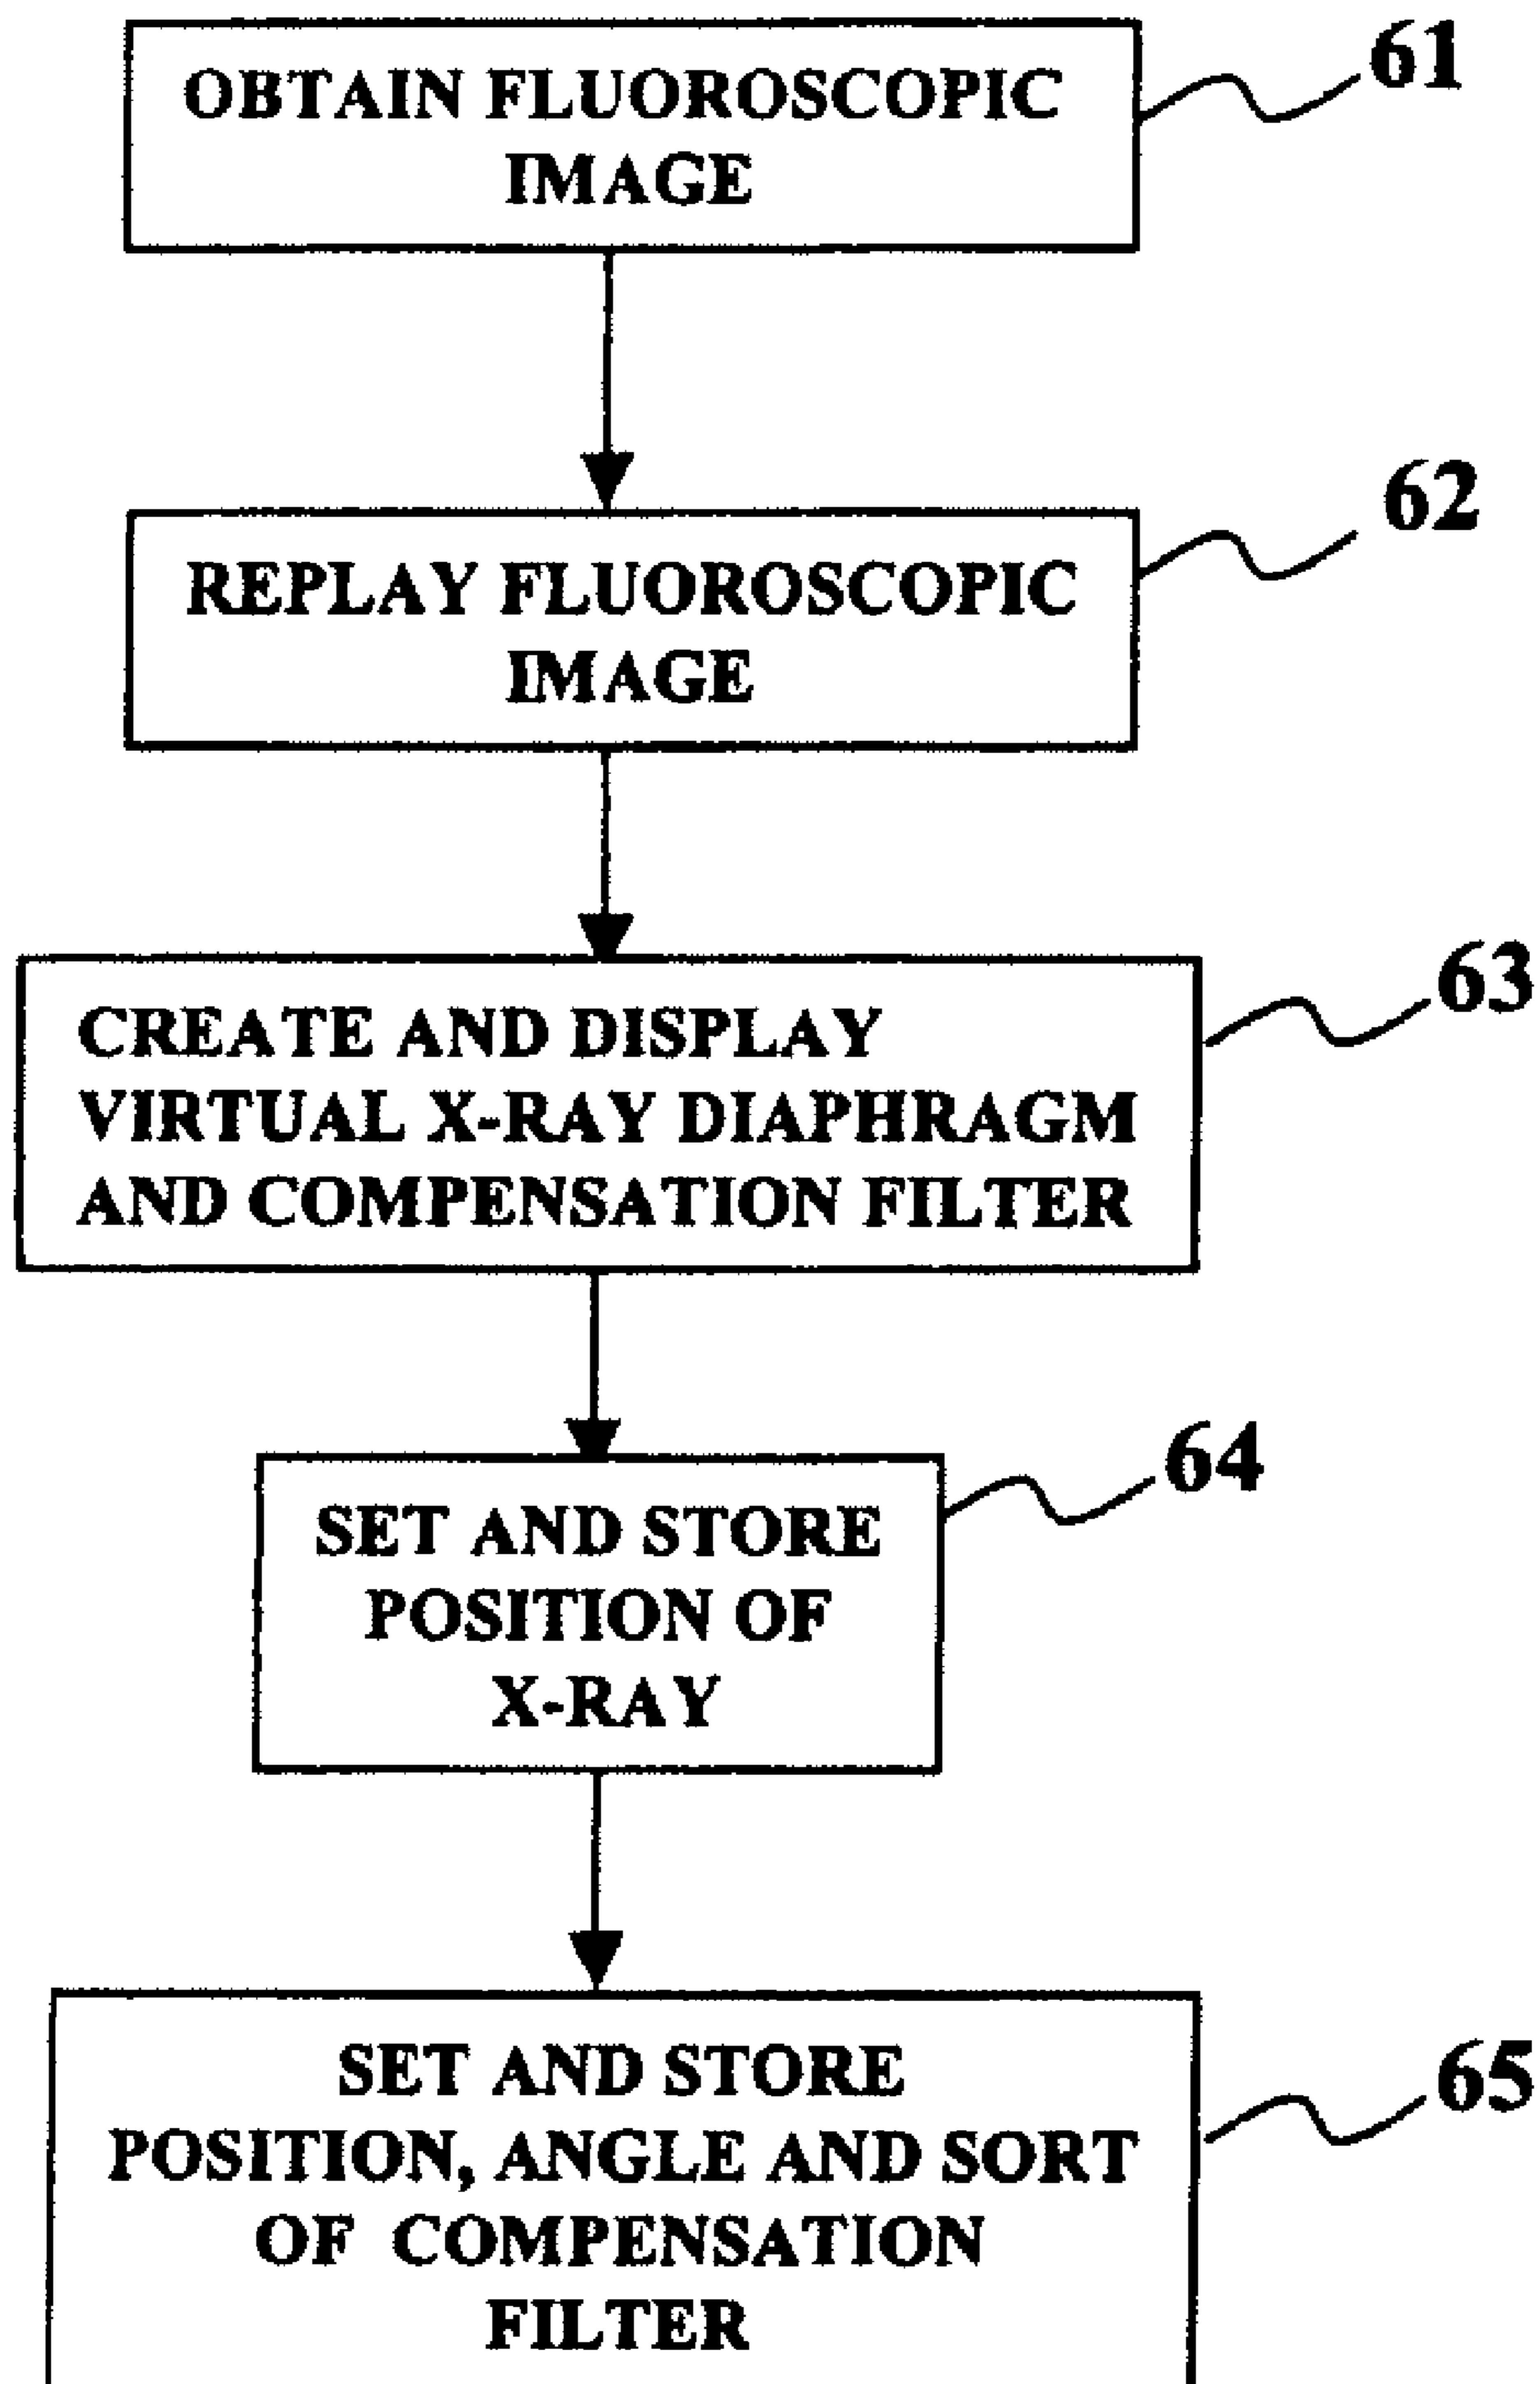 OBTAIN FLUOROSCOPIC
IMAGE
61
REPLAY FLUOROSCOPIC
IMAGE
62
CREATE AND DISPLAY
VIRTUAL X-RAY DIAPHRAGM
AND COMPENSATION FILTER
63
SET AND STORE
POSITION OF
X-RAY
64
SET AND STORE
POSITION, ANGLE AND SORT
OF COMPENSATION
FILTER
65